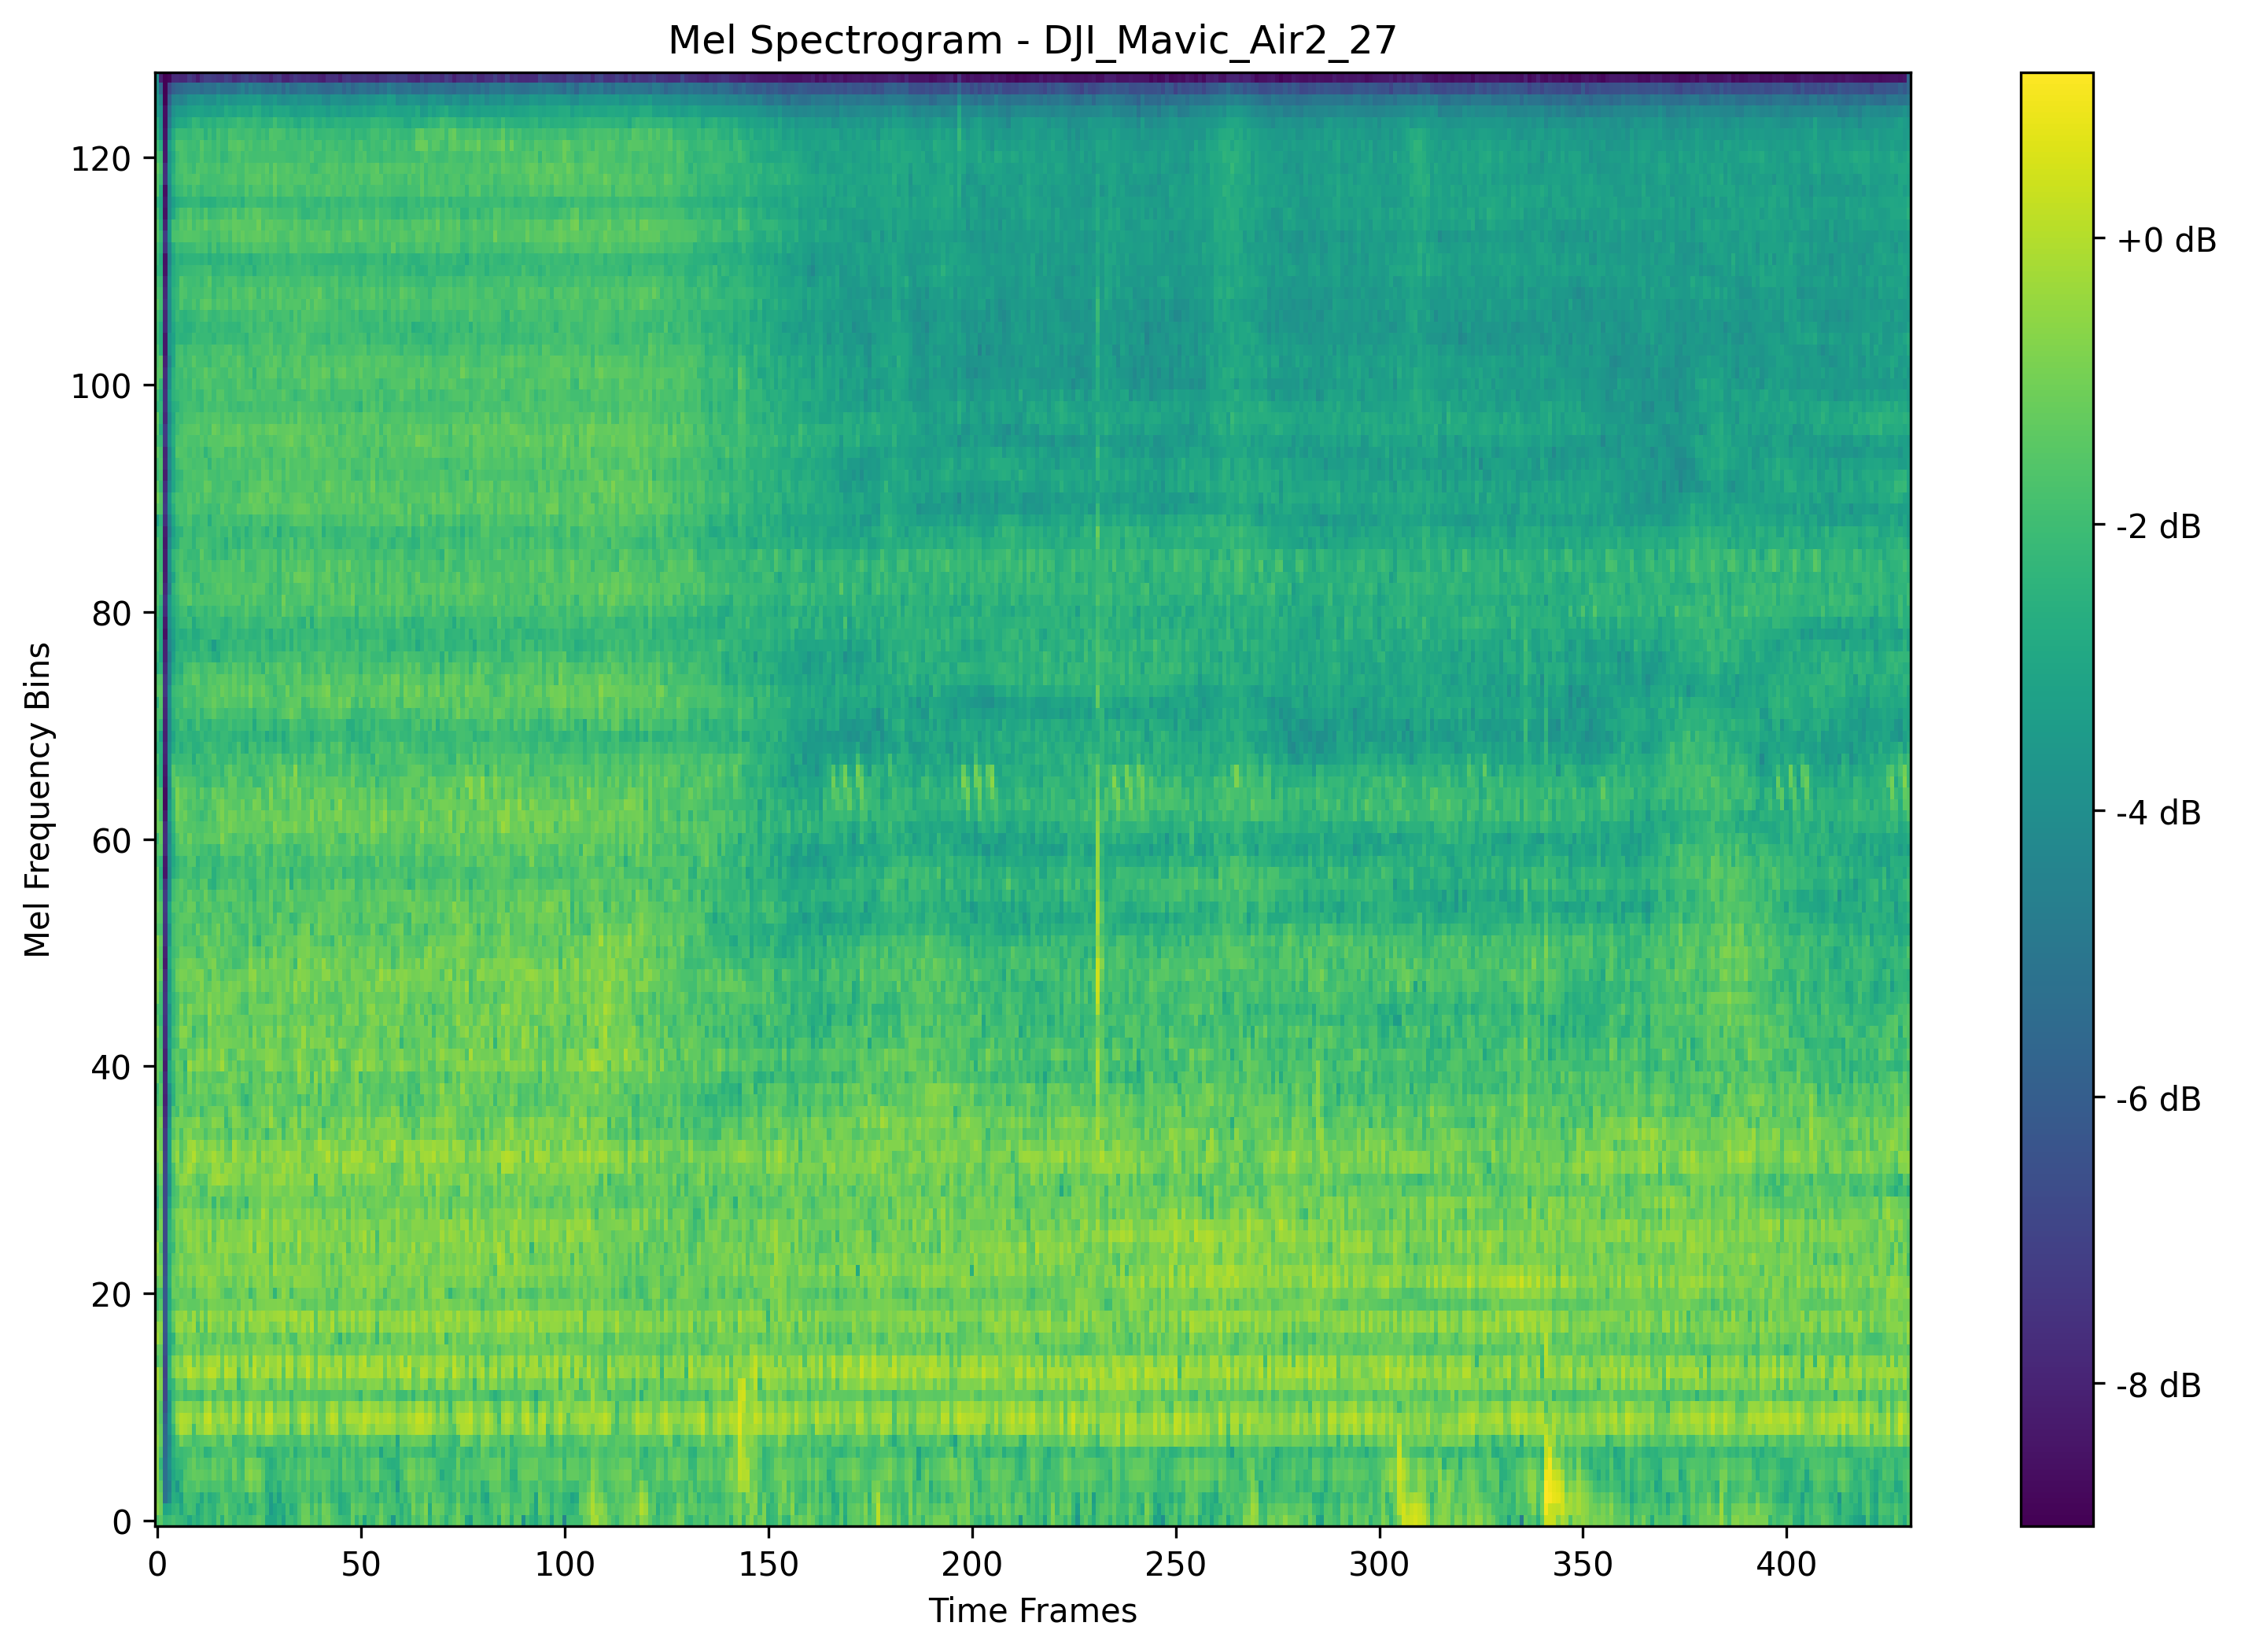 Mel Spectrogram - DJI_Mavic_Air2_27
Mel Frequency Bins
120
100
80
60
40
20
0
0 50 100 150 200 250 300 350 400
Time Frames
+0 dB
-2 dB
-4 dB
-6 dB
-8 dB